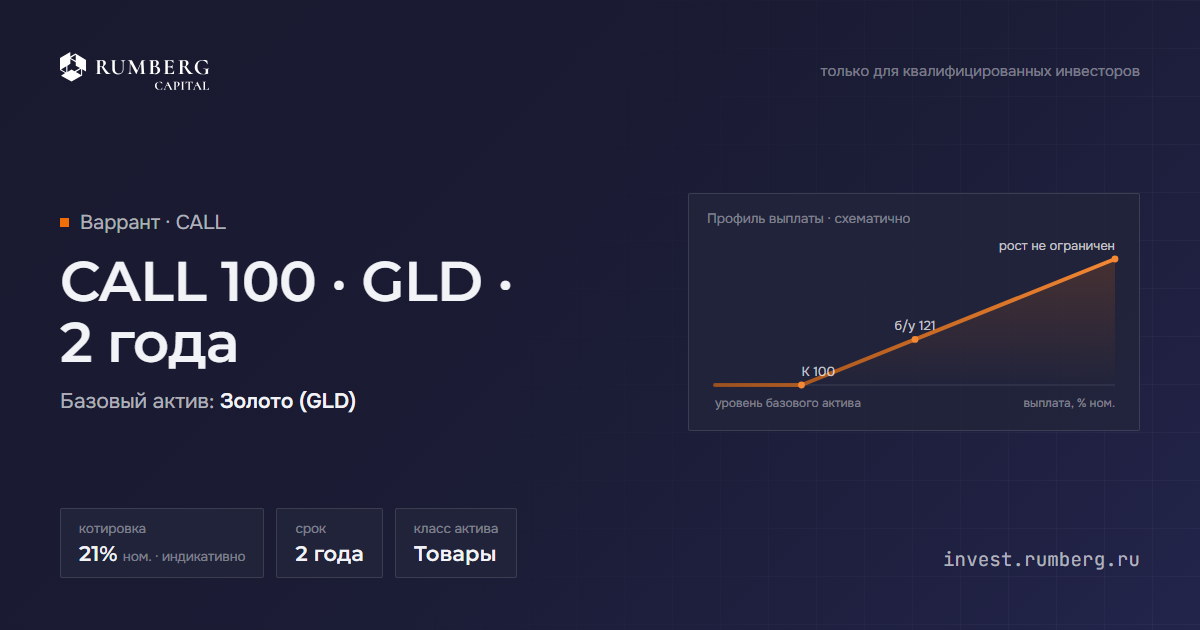 RUMBERG
CAPITAL
только для квалифицированных инвесторов
Варрант · CALL
CALL 100 · GLD ·
2 года
Базовый актив: Золото (GLD)
Профиль выплаты · схематично
рост не ограничен
б/у 121
К 100
уровень базового актива
выплата, % ном.
котировка
21% ном. · индикативно
срок
2 года
класс актива
Товары
invest.rumberg.ru